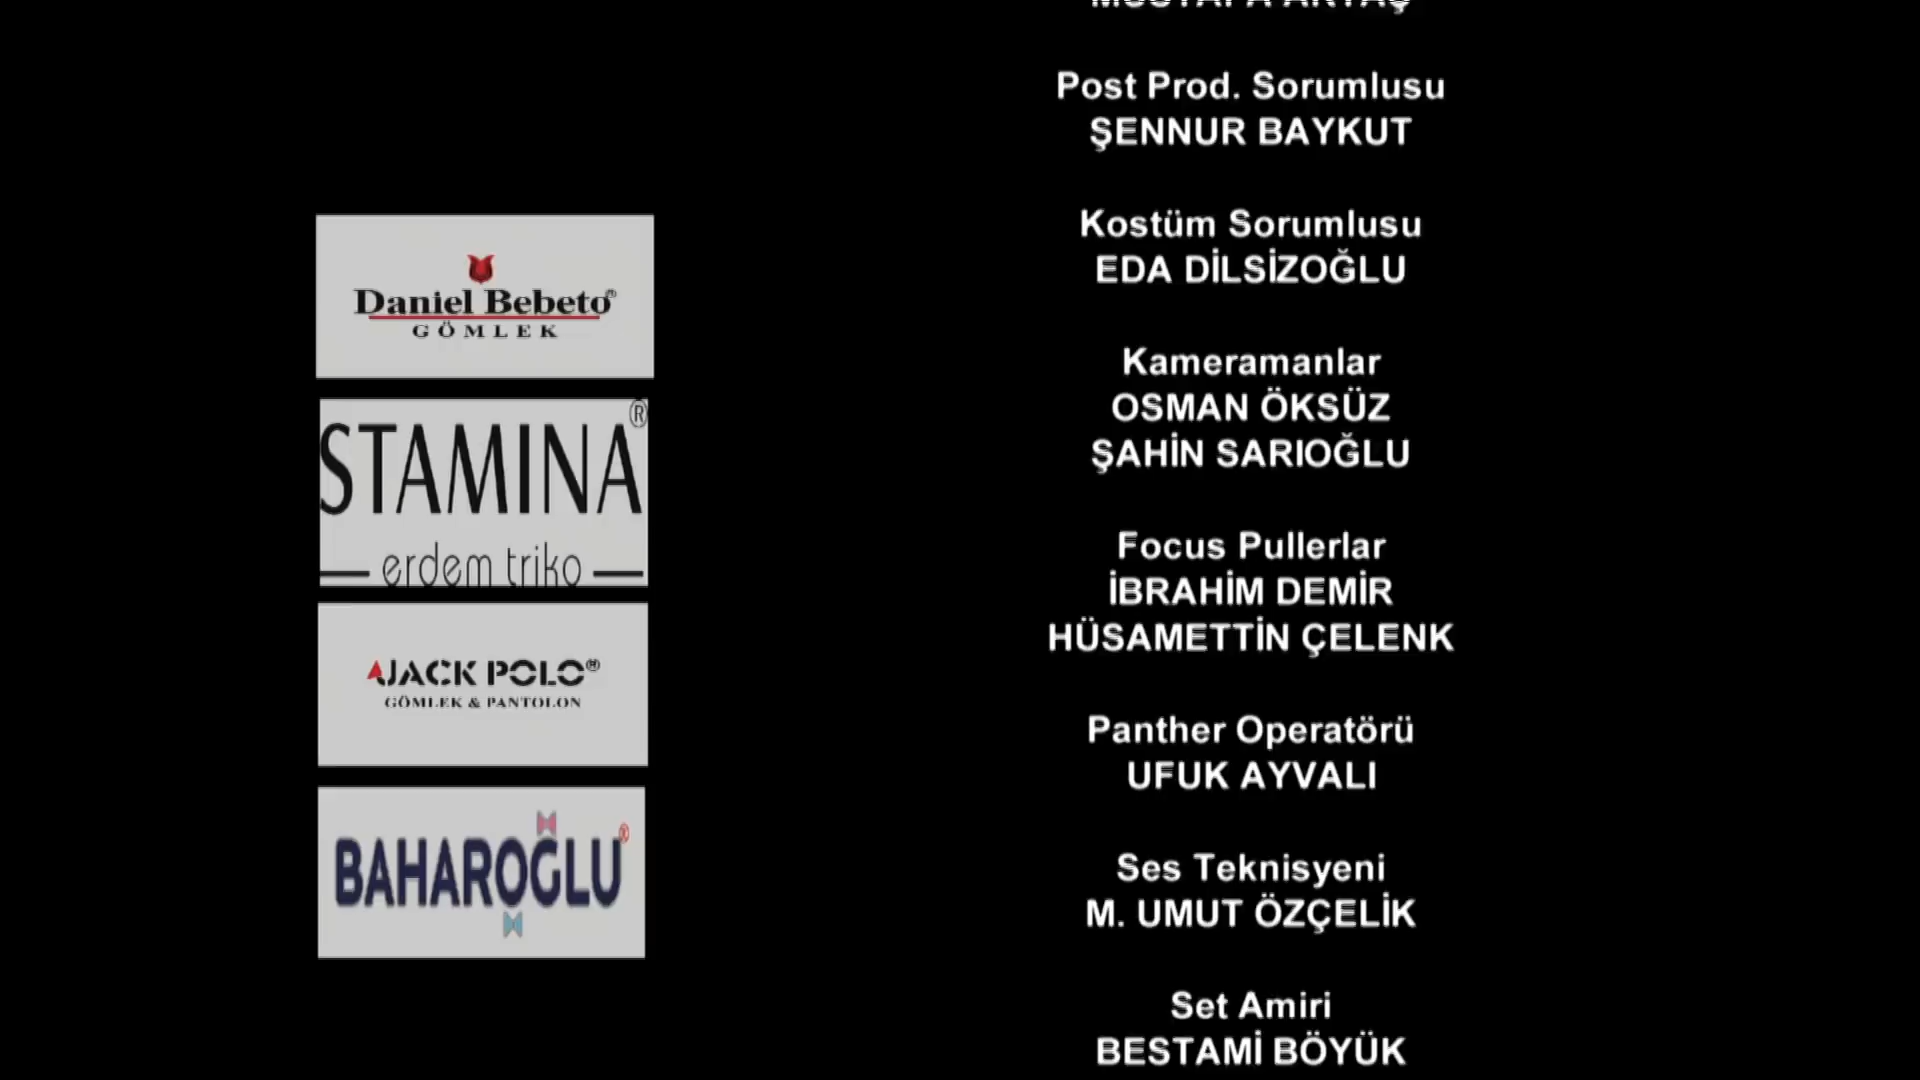 Daniel Bebeto®
GÖMLEK
STAMINA®
erdem triko
JACK POLO®
GÖMLEK & PANTOLON
BAHAROĞLU®
Post Prod. Sorumlusu
ŞENNUR BAYKUT
Kostüm Sorumlusu
EDA DİLSİZOĞLU
Kameramanlar
OSMAN ÖKSÜZ
ŞAHİN SARIOĞLU
Focus Pullerlar
İBRAHİM DEMİR
HÜSAMETTİN ÇELENK
Panther Operatörü
UFUK AYVALI
Ses Teknisyeni
M. UMUT ÖZÇELİK
Set Amiri
BESTAMİ BÖYÜK